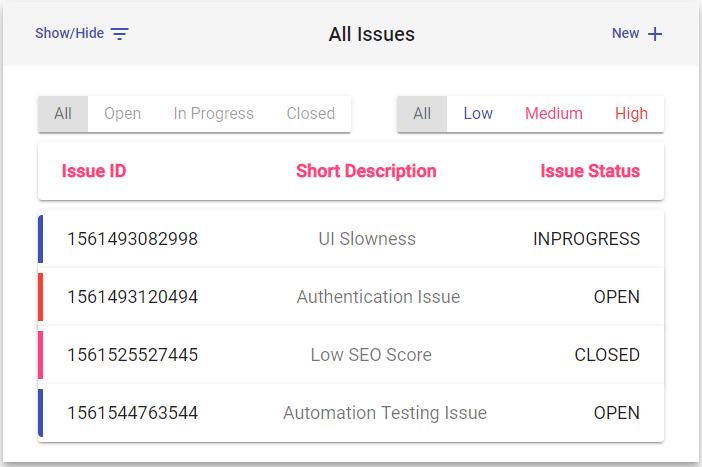 Show/Hide All Issues New
All Open In Progress Closed All Low Medium High
Issue ID Short Description Issue Status
1561493082998 UI Slowness INPROGRESS
1561493120494 Authentication Issue OPEN
1561525527445 Low SEO Score CLOSED
1561544763544 Automation Testing Issue OPEN